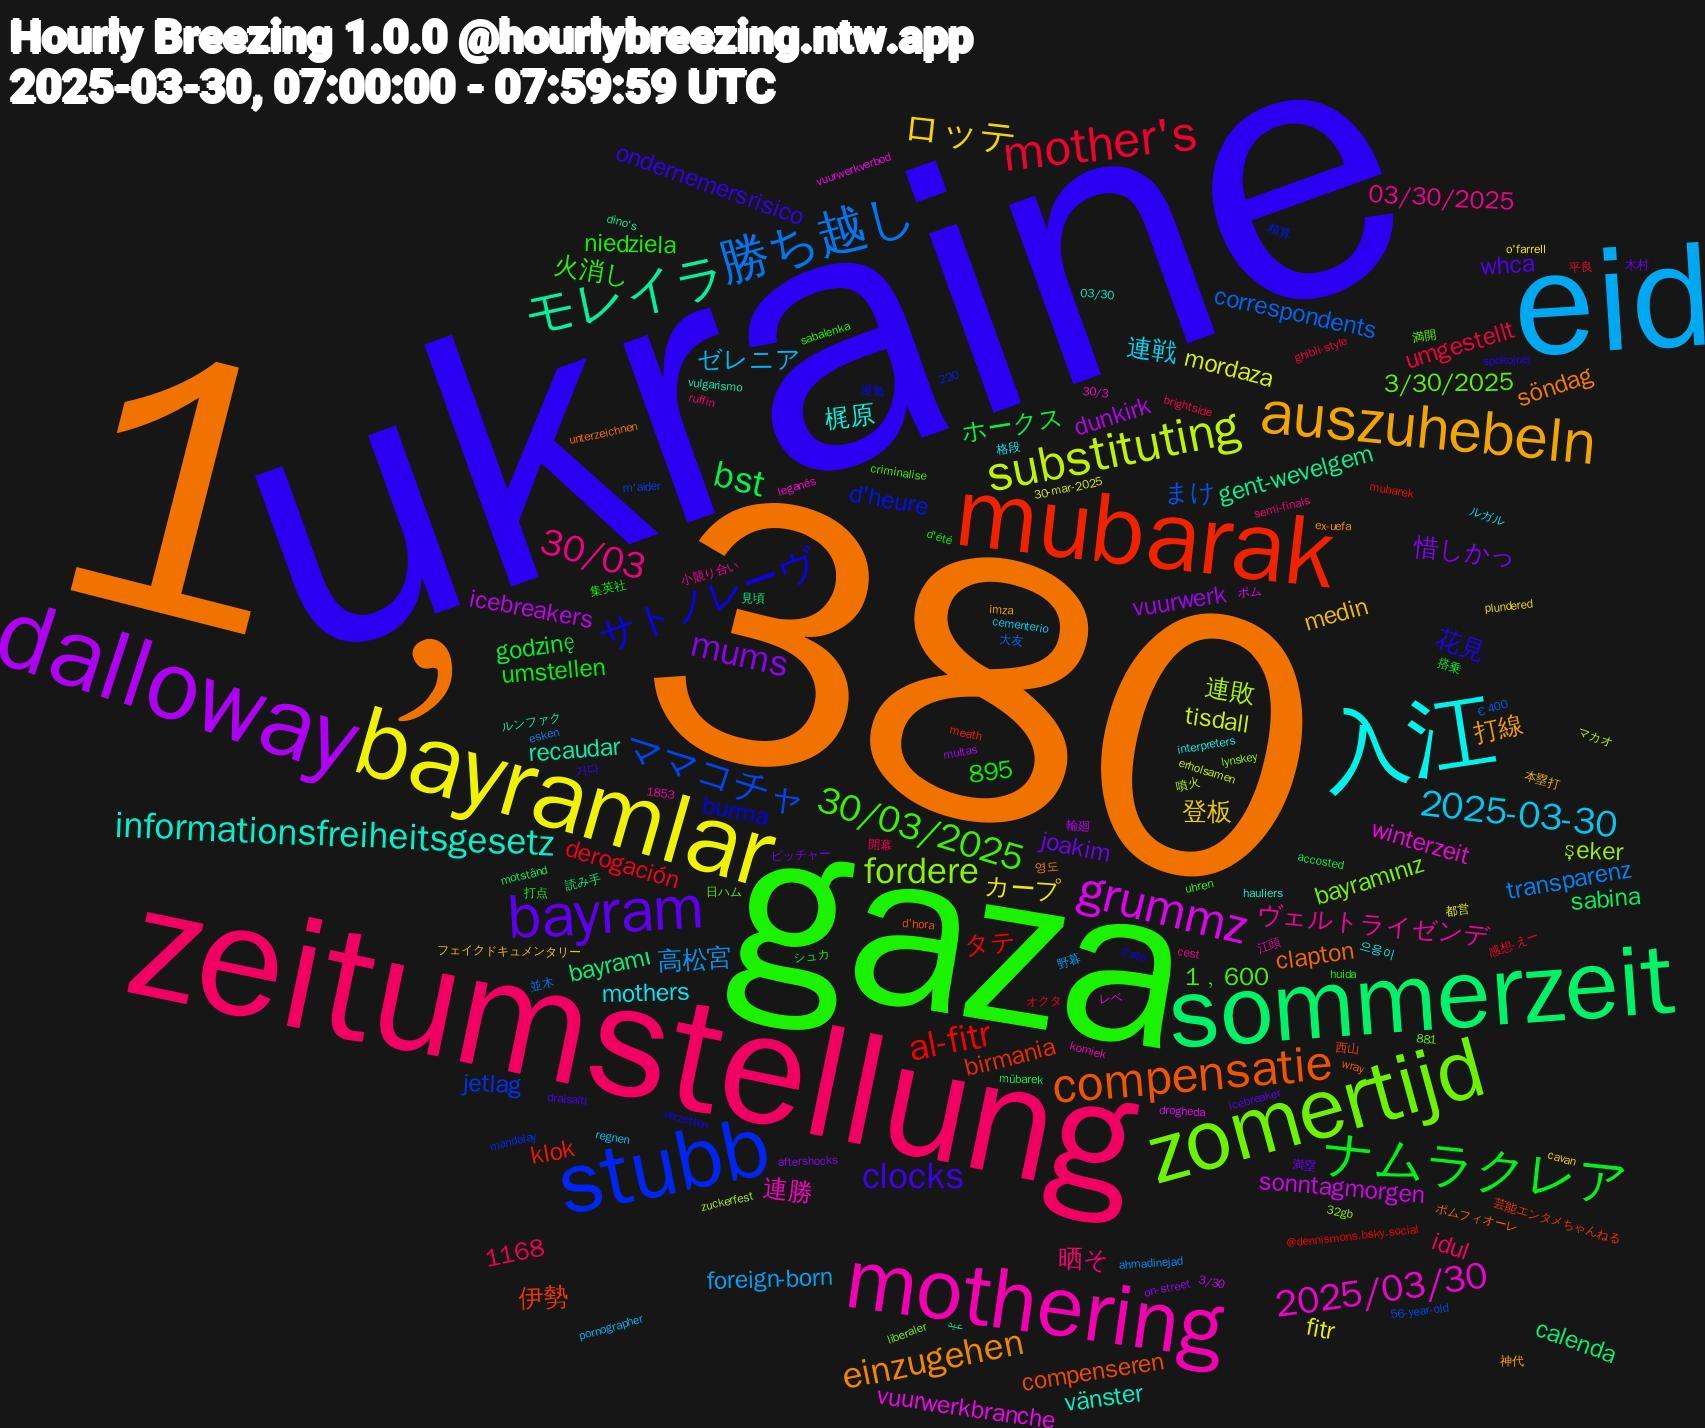 Hourly Breezing 1.0.0 @hourlybreezing.ntw.app
2025-03-30, 07:00:00 - 07:59:59 UTC
ukraine
1,380
gaza
zeitumstellung
eid
mubarak
bayramlar
dalloway
入江
sommerzeit
zomertijd
mothering
stubb
auszuhebeln
compensatie
bayram
grummz
substituting
mother's
ロッテ
勝ち越し
モレイラ
ondernemersrisico
vuurwerkverbod
dino's
火消し
niedziela
03/30/2025
whca
木村
平良
o'farrell
精算
correspondents
連戦
ゼレニア
03/30
vulgarismo
sabalenka
満開
mordaza
söndag
3/30/2025
220
spokojnej
ghibli-style
umgestellt
brightside
ruffin
梶原
ホークス
dunkirk
30/3
unterzeichnen
格段
gent-wevelgem
bst
d'heure
まけ
criminalise
30-mar-2025
leganés
m'aider
semi-finals
mubarek
ルガル
30/03
サトノレーヴ
惜しかっ
ex-uefa
d'été
小競り合い
集英社
icebreakers
vuurwerk
ボム
imza
medin
plundered
cementerio
2025-03-30
見頃
搭乗
godzinę
umstellen
mums
大友
連敗
tisdall
€ 400
打線
ルンファク
recaudar
esken
meath
interpreters
マカオ
multas
ママコチャ
895
거다
lynskey
erholsamen
本塁打
噴火
informationsfreiheitsgesetz
burma
30/03/2025
登板
1853
zuckerfest
derogación
joakim
カープ
fordere
şeker
transparenz
bayramınız
sabina
フェイクドキュメンタリー
ピッチャー
開幕
輪廻
accosted
motstånd
読み手
満塁
mübarek
uhren
打点
日ハム
영도
draisaitl
icebreaker
ヴェルトライゼンデ
d'hora
都営
al-fitr
タテ
birmania
1，600
感想-えー
高松宮
bayramı
cest
江頭
으응이
clapton
ナムラクレア
jetlag
clocks
klok
シュカ
野暮
huida
hauliers
wray
西山
mandalay
並木
aftershocks
mothers
連勝
sonntagmorgen
レベ
オクタ
881
芸能エンタメちゃんねる
ポムフィオーレ
drogheda
32gb
@dennismons.bsky.social
1168
idul
晒そ
komiek
regnen
伊勢
foreign-born
ahmadinejad
on-street
3/30
2025/03/30
56-year-old
cavan
pornographer
liberaler
winterzeit
عيد
fitr
calenda
einzugehen
compenseren
神代
vänster
vuurwerkbranche
花見